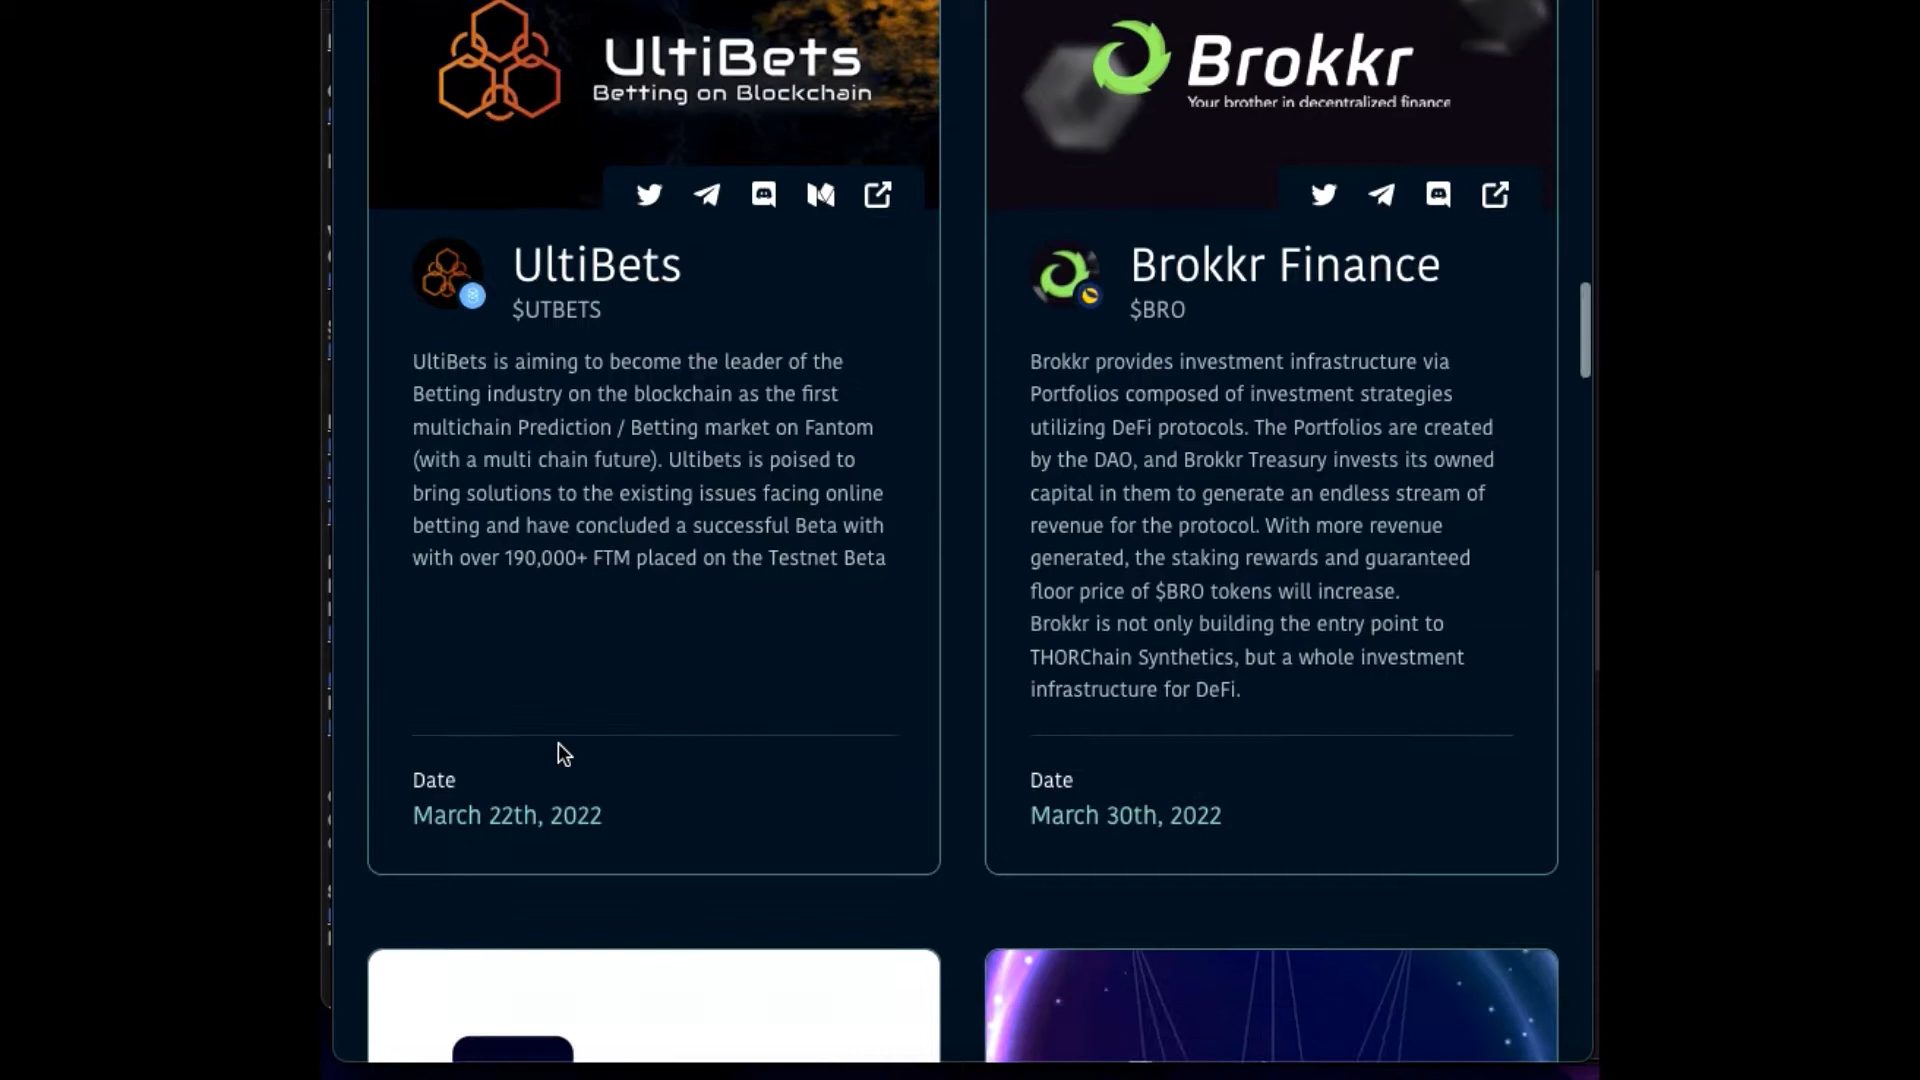 UltiBets
Betting on Blockchain
UltiBets
$UTBETS
UltiBets is aiming to become the leader of the
Betting industry on the blockchain as the first
multichain Prediction / Betting market on Fantom
(with a multi chain future). Ultibets is poised to
bring solutions to the existing issues facing online
betting and have concluded a successful Beta with
with over 190,000+ FTM placed on the Testnet Beta
Date
March 22th, 2022
Brokkr
Your brother in decentralized finance
Brokkr Finance
$BRO
Brokkr provides investment infrastructure via
Portfolios composed of investment strategies
utilizing DeFi protocols. The Portfolios are created
by the DAO, and Brokkr Treasury invests its owned
capital in them to generate an endless stream of
revenue for the protocol. With more revenue
generated, the staking rewards and guaranteed
floor price of $BRO tokens will increase.
Brokkr is not only building the entry point to
THORChain Synthetics, but a whole investment
infrastructure for DeFi.
Date
March 30th, 2022